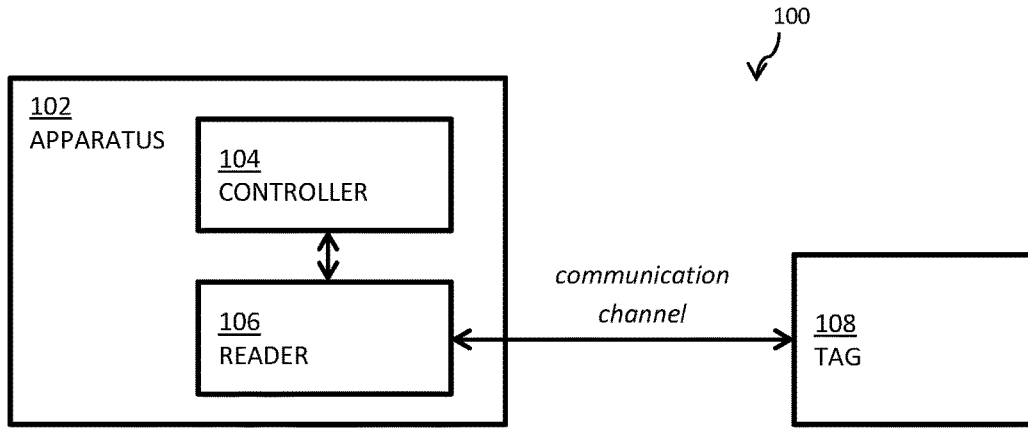 100
102
APPARATUS
104
CONTROLLER
106
READER
communication
channel
108
TAG